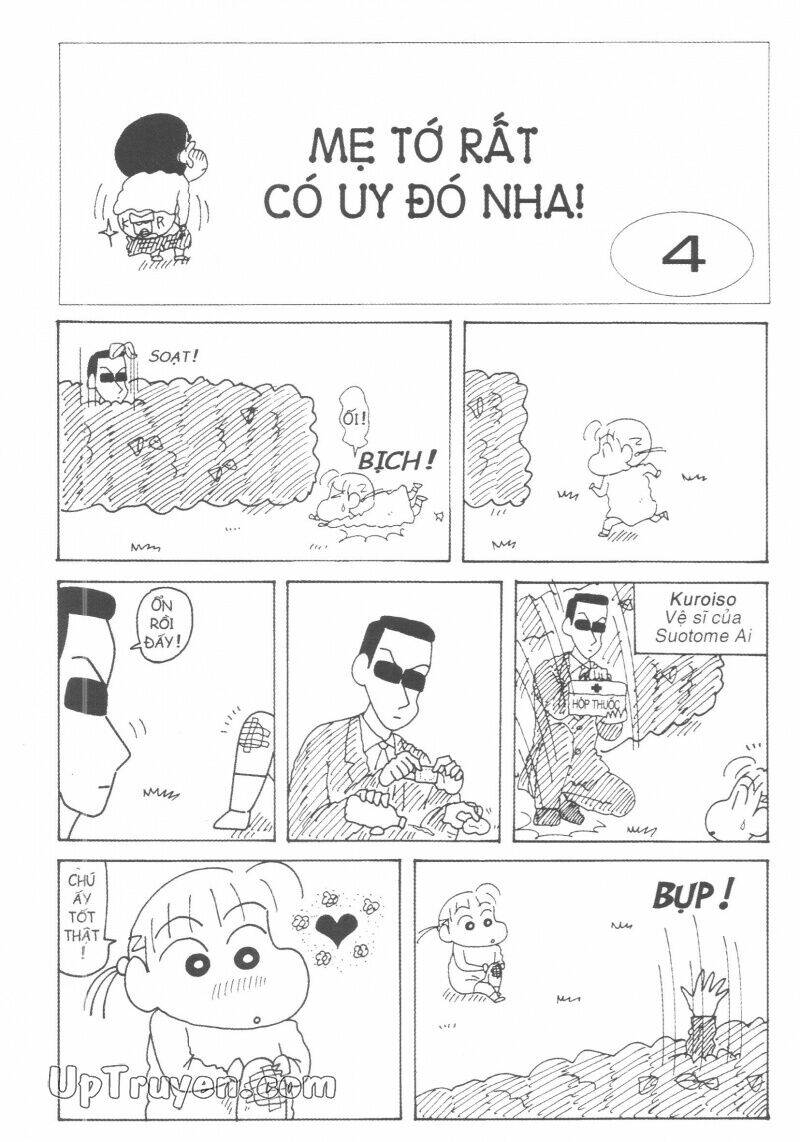 MẸ TỚ RẤT
CÓ UY ĐÓ NHA!
4
K R
ỐI!
BỊCH!
SOẠT!
Kuroiso
Vệ sĩ của
Suotome Ai
HÔP THUỐC
ỔN
RỒI
ĐẤY!
BỤP!
CHÚ
ẤY
TỐT
THẬT
!
UpTruyen.com